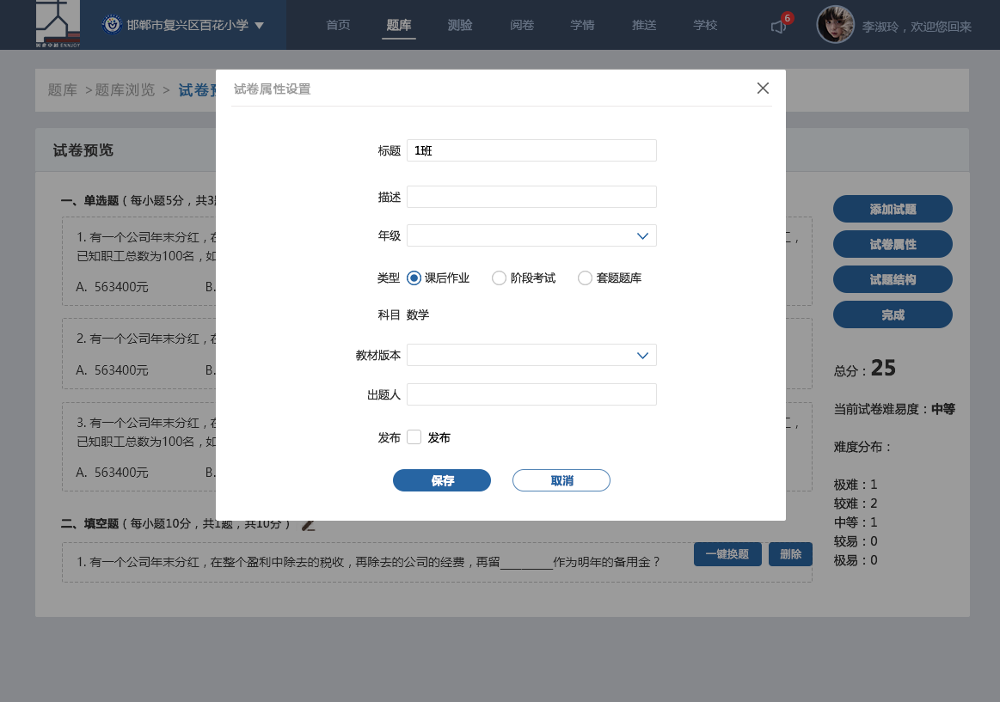 邯郸市复兴区百花小学 首页 题库 测验 阅卷 学情 推送 学校 6 李淑玲，欢迎您回来
题库 >题库浏览 > 试卷
试卷属性设置
试卷预览
标题 1班
描述
年级
类型 课后作业 阶段考试 套题题库
科目 数学
教材版本
出题人
发布 发布
保存 取消
一、单选题（每小题5分，共3
1. 有一个公司年末分红，在
已知职工总数为100名，如
A. 563400元 B.
2. 有一个公司年末分红，在
A. 563400元 B.
3. 有一个公司年末分红，在
已知职工总数为100名，如
A. 563400元 B.
二、填空题（每小题10分，共1题，共10分）
1. 有一个公司年末分红，在整个盈利中除去的税收，再除去的公司的经费，再留_________作为明年的备用金？
一键换题 删除
添加试题
试卷属性
试题结构
完成
总分：25
当前试卷难易度：中等
难度分布：
极难：1
较难：2
中等：1
较易：0
极易：0